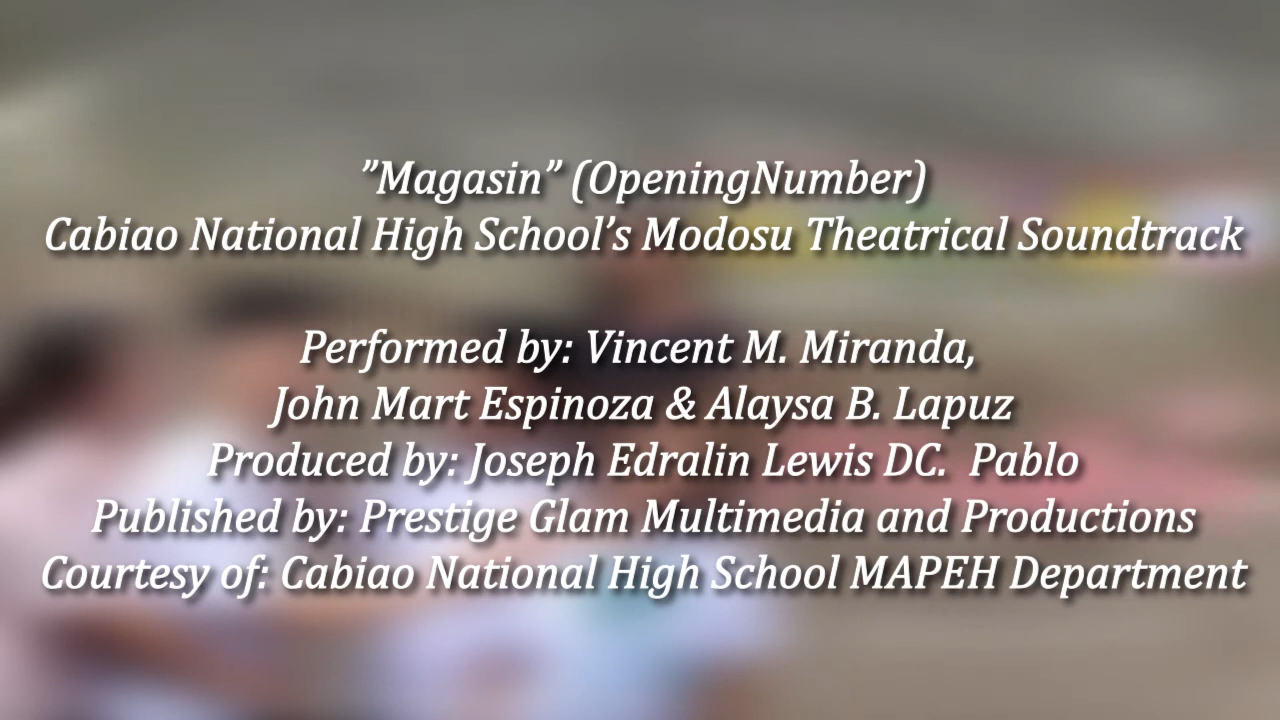 ”Magasin” (OpeningNumber)
Cabiao National High School’s Modosu Theatrical Soundtrack
Performed by: Vincent M. Miranda,
John Mart Espinoza & Alaysa B. Lapuz
Produced by: Joseph Edralin Lewis DC.  Pablo
Published by: Prestige Glam Multimedia and Productions
Courtesy of: Cabiao National High School MAPEH Department